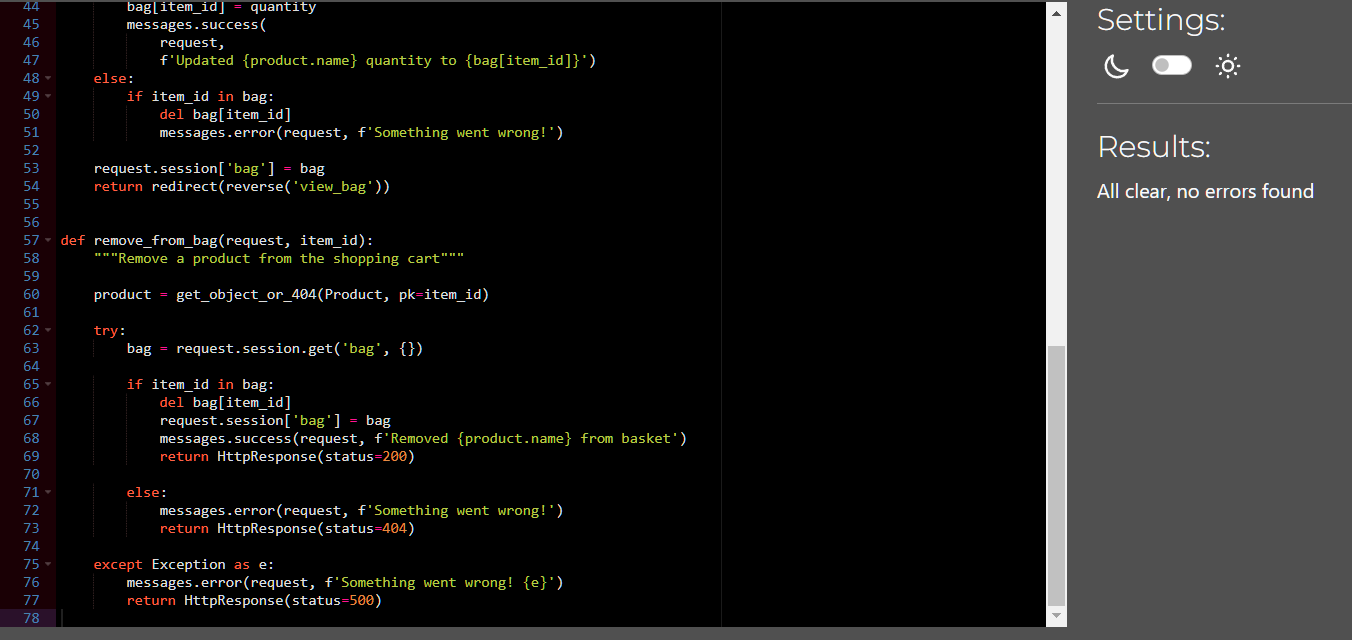 44         bag[item_id] = quantity
45         messages.success(
46             request,
47             f'Updated {product.name} quantity to {bag[item_id]}')
48     else:
49         if item_id in bag:
50             del bag[item_id]
51             messages.error(request, f'Something went wrong!')
52
53     request.session['bag'] = bag
54     return redirect(reverse('view_bag'))
55
56
57 def remove_from_bag(request, item_id):
58     """Remove a product from the shopping cart"""
59
60     product = get_object_or_404(Product, pk=item_id)
61
62     try:
63         bag = request.session.get('bag', {})
64
65         if item_id in bag:
66             del bag[item_id]
67             request.session['bag'] = bag
68             messages.success(request, f'Removed {product.name} from basket')
69             return HttpResponse(status=200)
70
71         else:
72             messages.error(request, f'Something went wrong!')
73             return HttpResponse(status=404)
74
75     except Exception as e:
76         messages.error(request, f'Something went wrong! {e}')
77         return HttpResponse(status=500)
78
Settings:
Results:
All clear, no errors found